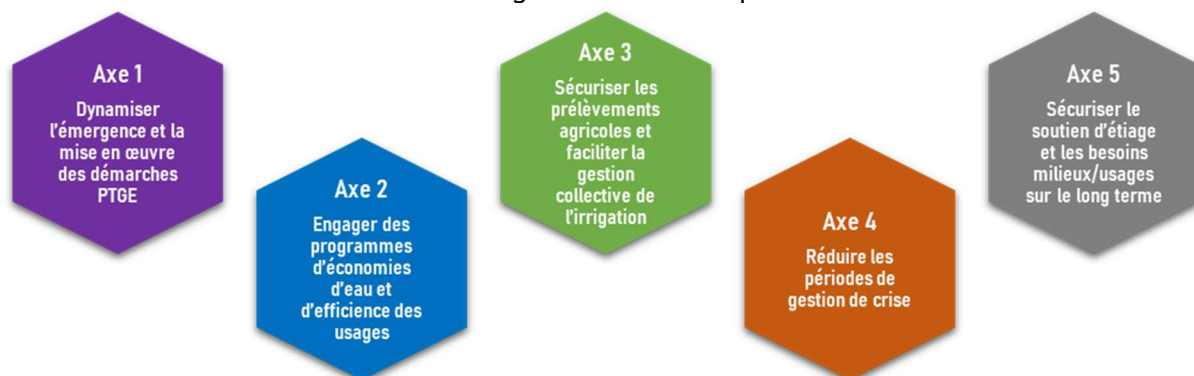 Axe 1
Dynamiser
l'émergence et la
mise en œuvre
des démarches
PTGE
Axe 2
Engager des
programmes
d'économies
d'eau et
d'efficience des
usages
Axe 3
Sécuriser les
prélèvements
agricoles et
faciliter la
gestion
collective de
l'irrigation
Axe 4
Réduire les
périodes de
gestion de crise
Axe 5
Sécuriser le
soutien d'étiage
et les besoins
milieux/usages
sur le long terme